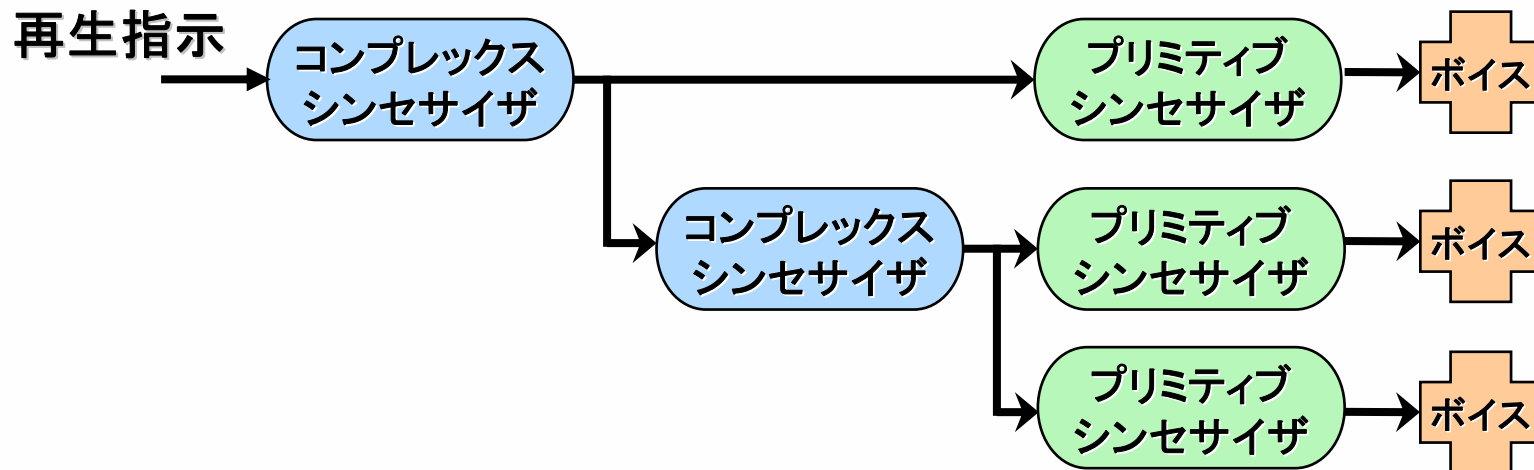 再生指示
コンプレックス
シンセサイザ
プリミティブ
シンセサイザ
ボイス
コンプレックス
シンセサイザ
プリミティブ
シンセサイザ
ボイス
プリミティブ
シンセサイザ
ボイス